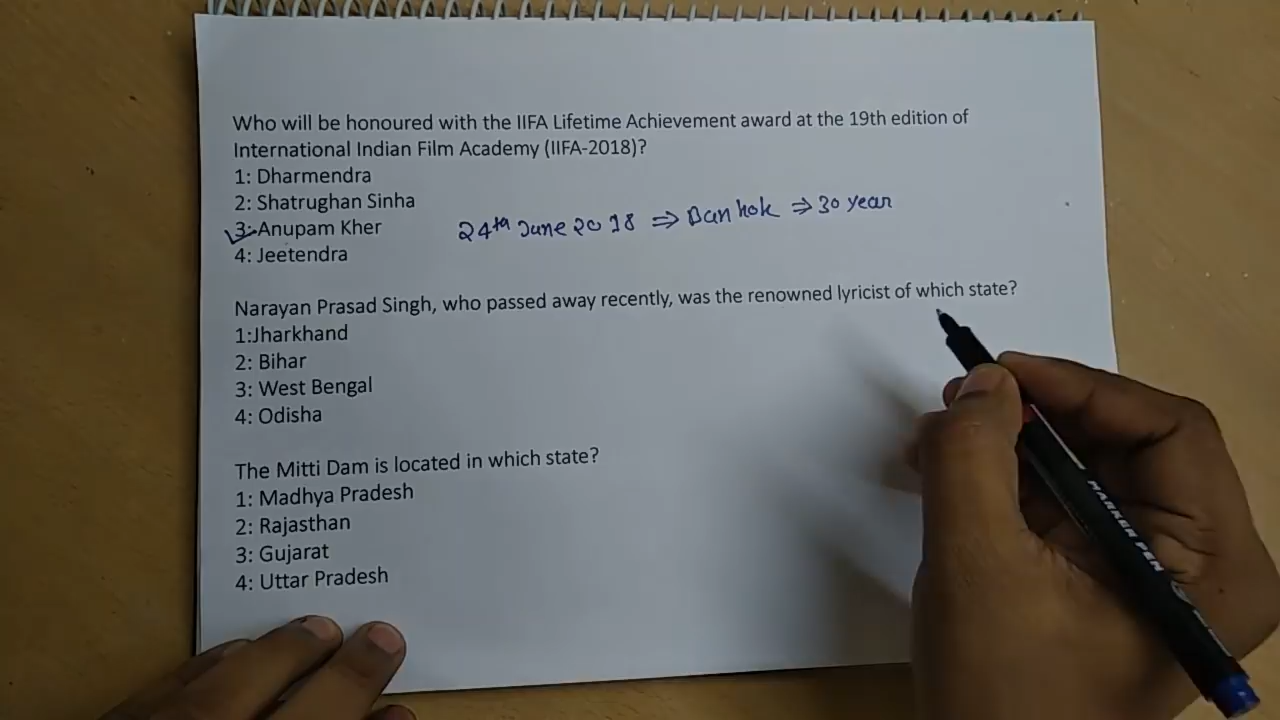 Who will be honoured with the IIFA Lifetime Achievement award at the 19th edition of
International Indian Film Academy (IIFA-2018)?
1: Dharmendra
2: Shatrughan Sinha
3: Anupam Kher 24th June 2018 ⇒ Bankok ⇒ 30 year
4: Jeetendra
Narayan Prasad Singh, who passed away recently, was the renowned lyricist of which state?
1:Jharkhand
2: Bihar
3: West Bengal
4: Odisha
The Mitti Dam is located in which state?
1: Madhya Pradesh
2: Rajasthan
3: Gujarat
4: Uttar Pradesh
MARKER PEN